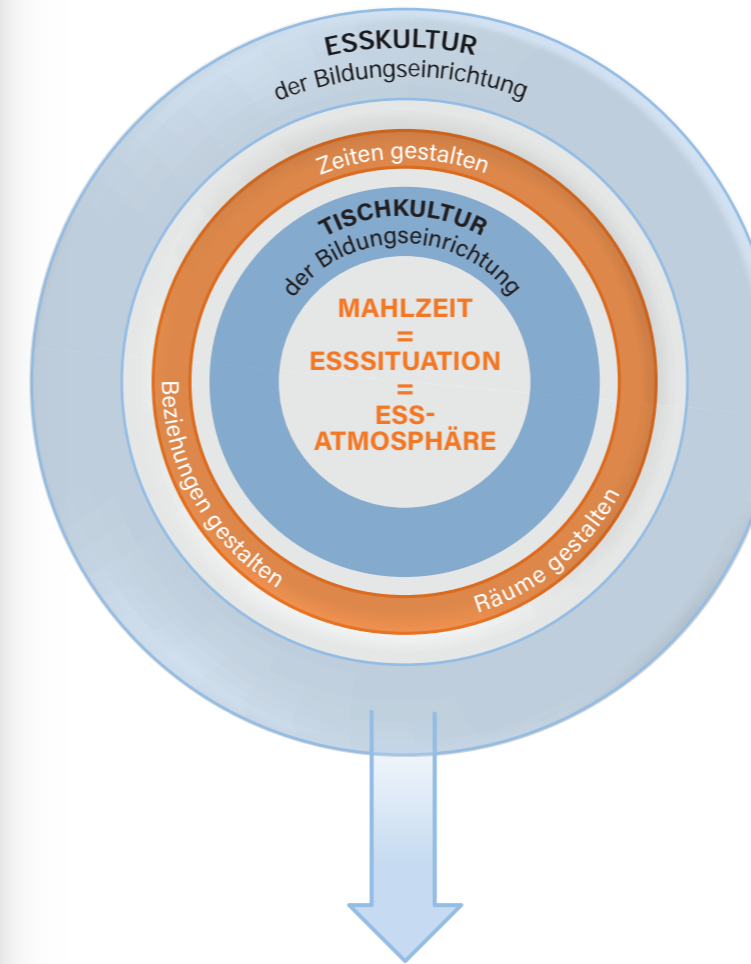 ESSKULTUR
der Bildungseinrichtung
Zeiten gestalten
TISCHKULTUR
der Bildungseinrichtung
MAHLZEIT
=
ESSSITUATION
=
ESS-
ATMOSPHÄRE
Beziehungen gestalten
Räume gestalten